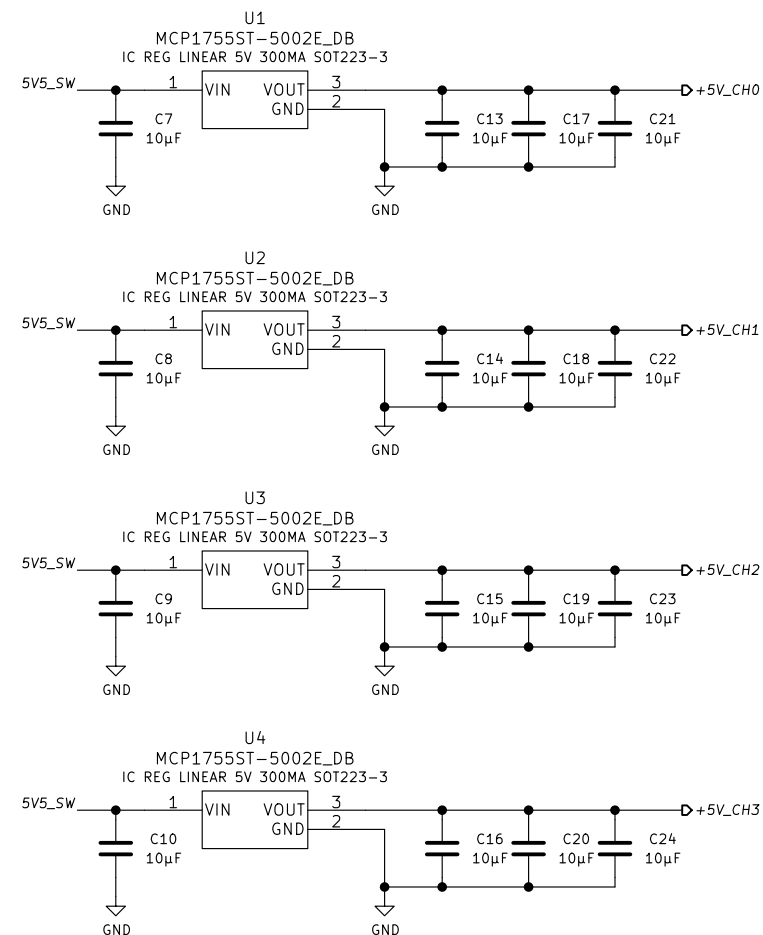 U1
MCP1755ST-5002E_DB
IC REG LINEAR 5V 300MA SOT223-3
5V5_SW 1 VIN VOUT 3 +5V_CH0
GND 2
C7 C13 C17 C21
10µF 10µF 10µF 10µF
GND GND
U2
MCP1755ST-5002E_DB
IC REG LINEAR 5V 300MA SOT223-3
5V5_SW 1 VIN VOUT 3 +5V_CH1
GND 2
C8 C14 C18 C22
10µF 10µF 10µF 10µF
GND GND
U3
MCP1755ST-5002E_DB
IC REG LINEAR 5V 300MA SOT223-3
5V5_SW 1 VIN VOUT 3 +5V_CH2
GND 2
C9 C15 C19 C23
10µF 10µF 10µF 10µF
GND GND
U4
MCP1755ST-5002E_DB
IC REG LINEAR 5V 300MA SOT223-3
5V5_SW 1 VIN VOUT 3 +5V_CH3
GND 2
C10 C16 C20 C24
10µF 10µF 10µF 10µF
GND GND